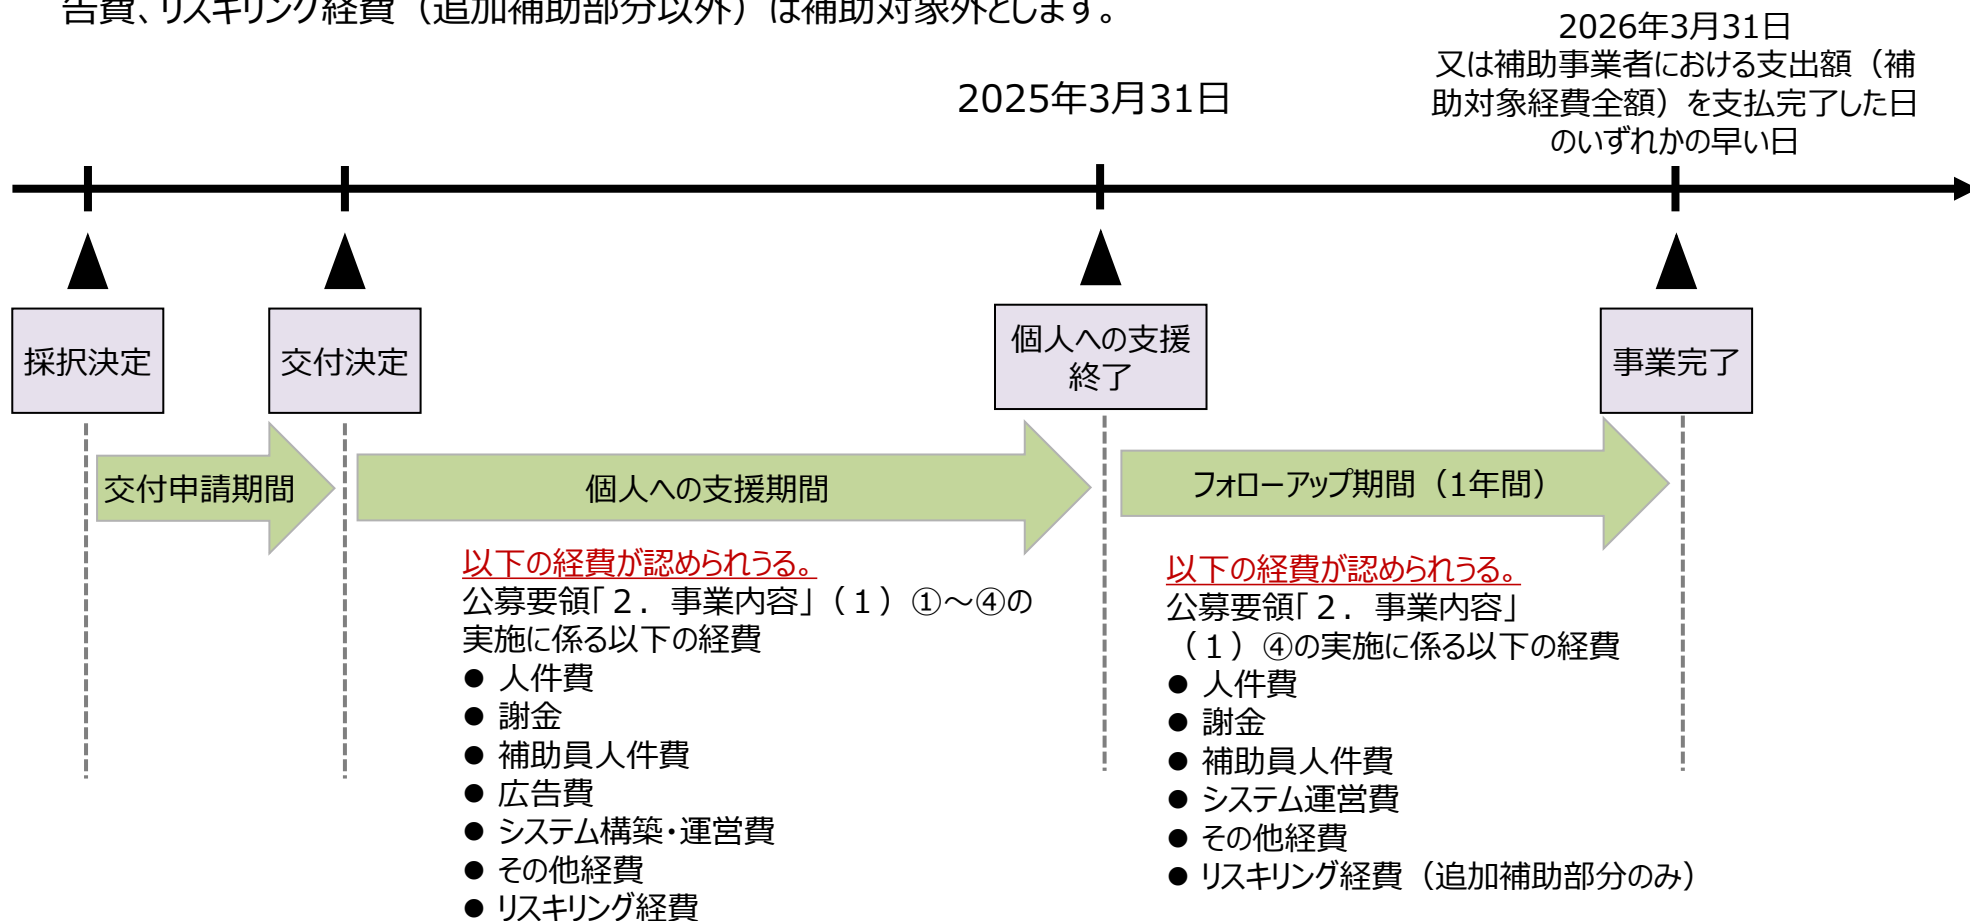 告費、リスキリング経費（追加補助部分以外）は補助対象外とします。
2025年3月31日
2026年3月31日
又は補助事業者における支出額（補
助対象経費全額）を支払完了した日
のいずれかの早い日
採択決定
交付決定
個人への支援
終了
事業完了
交付申請期間
個人への支援期間
フォローアップ期間（1年間）
以下の経費が認められうる。
公募要領「２．事業内容」（１）①～④の
実施に係る以下の経費
● 人件費
● 謝金
● 補助員人件費
● 広告費
● システム構築・運営費
● その他経費
● リスキリング経費
以下の経費が認められうる。
公募要領「２．事業内容」
（１）④の実施に係る以下の経費
● 人件費
● 謝金
● 補助員人件費
● システム運営費
● その他経費
● リスキリング経費（追加補助部分のみ）